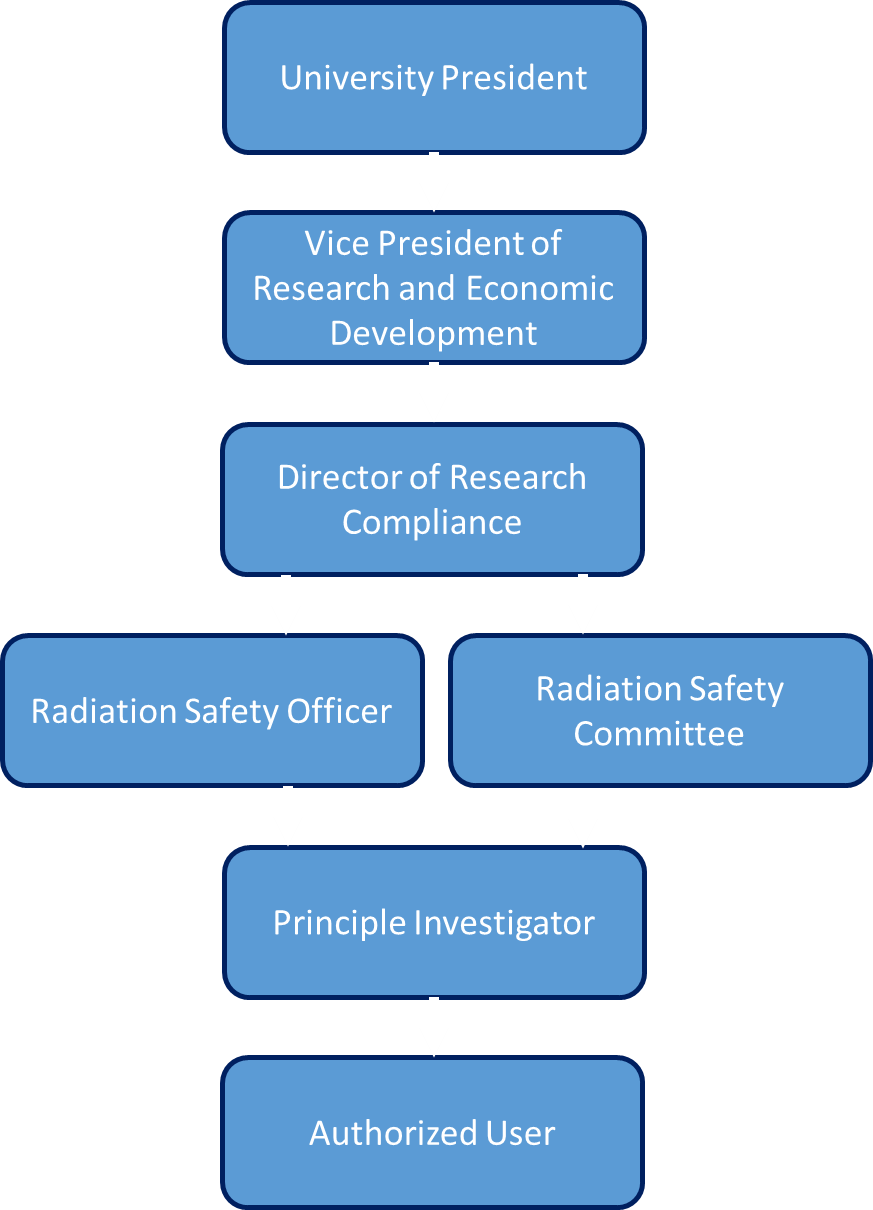 University President
Vice President of
Research and Economic
Development
Director of Research
Compliance
Radiation Safety Officer
Radiation Safety
Committee
Principle Investigator
Authorized User